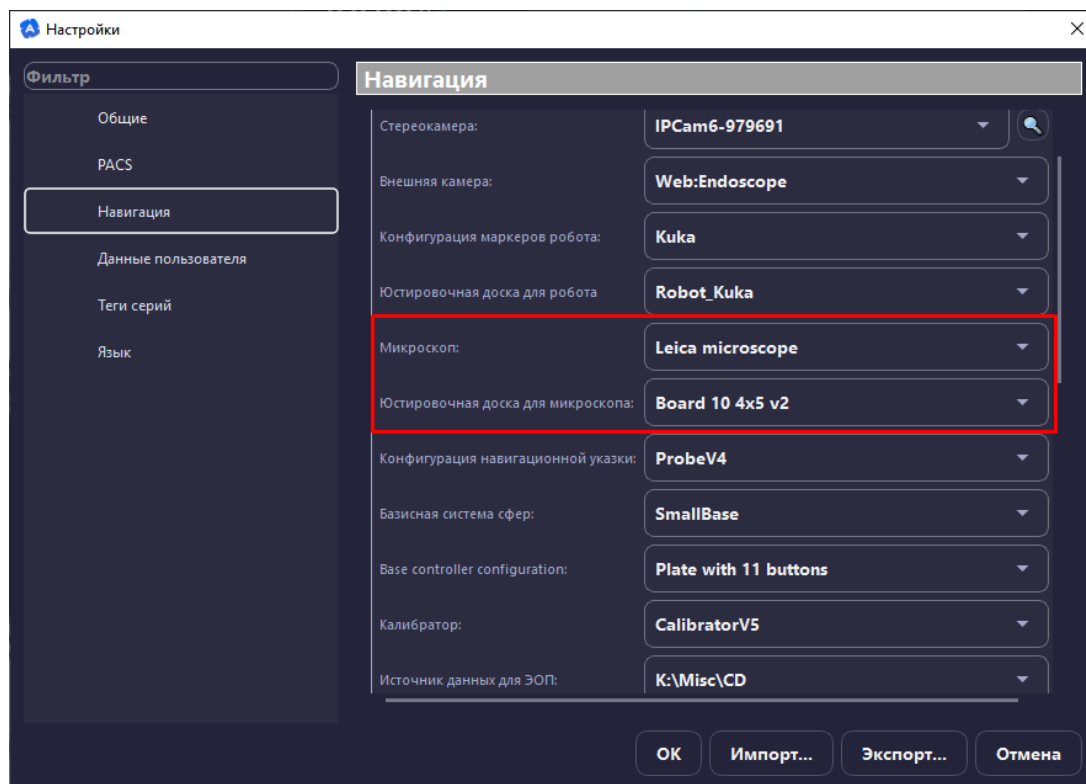 Настройки
Фильтр
Общие
PACS
Навигация
Данные пользователя
Теги серий
Язык
Навигация
Стереокамера: IPCam6-979691
Внешняя камера: Web:Endoscope
Конфигурация маркеров робота: Kuka
Юстировочная доска для робота Robot_Kuka
Микроскоп: Leica microscope
Юстировочная доска для микроскопа: Board 10 4x5 v2
Конфигурация навигационной указки: ProbeV4
Базисная система сфер: SmallBase
Base controller configuration: Plate with 11 buttons
Калибратор: CalibratorV5
Источник данных для ЭОП: K:\Misc\CD
OK Импорт... Экспорт... Отмена